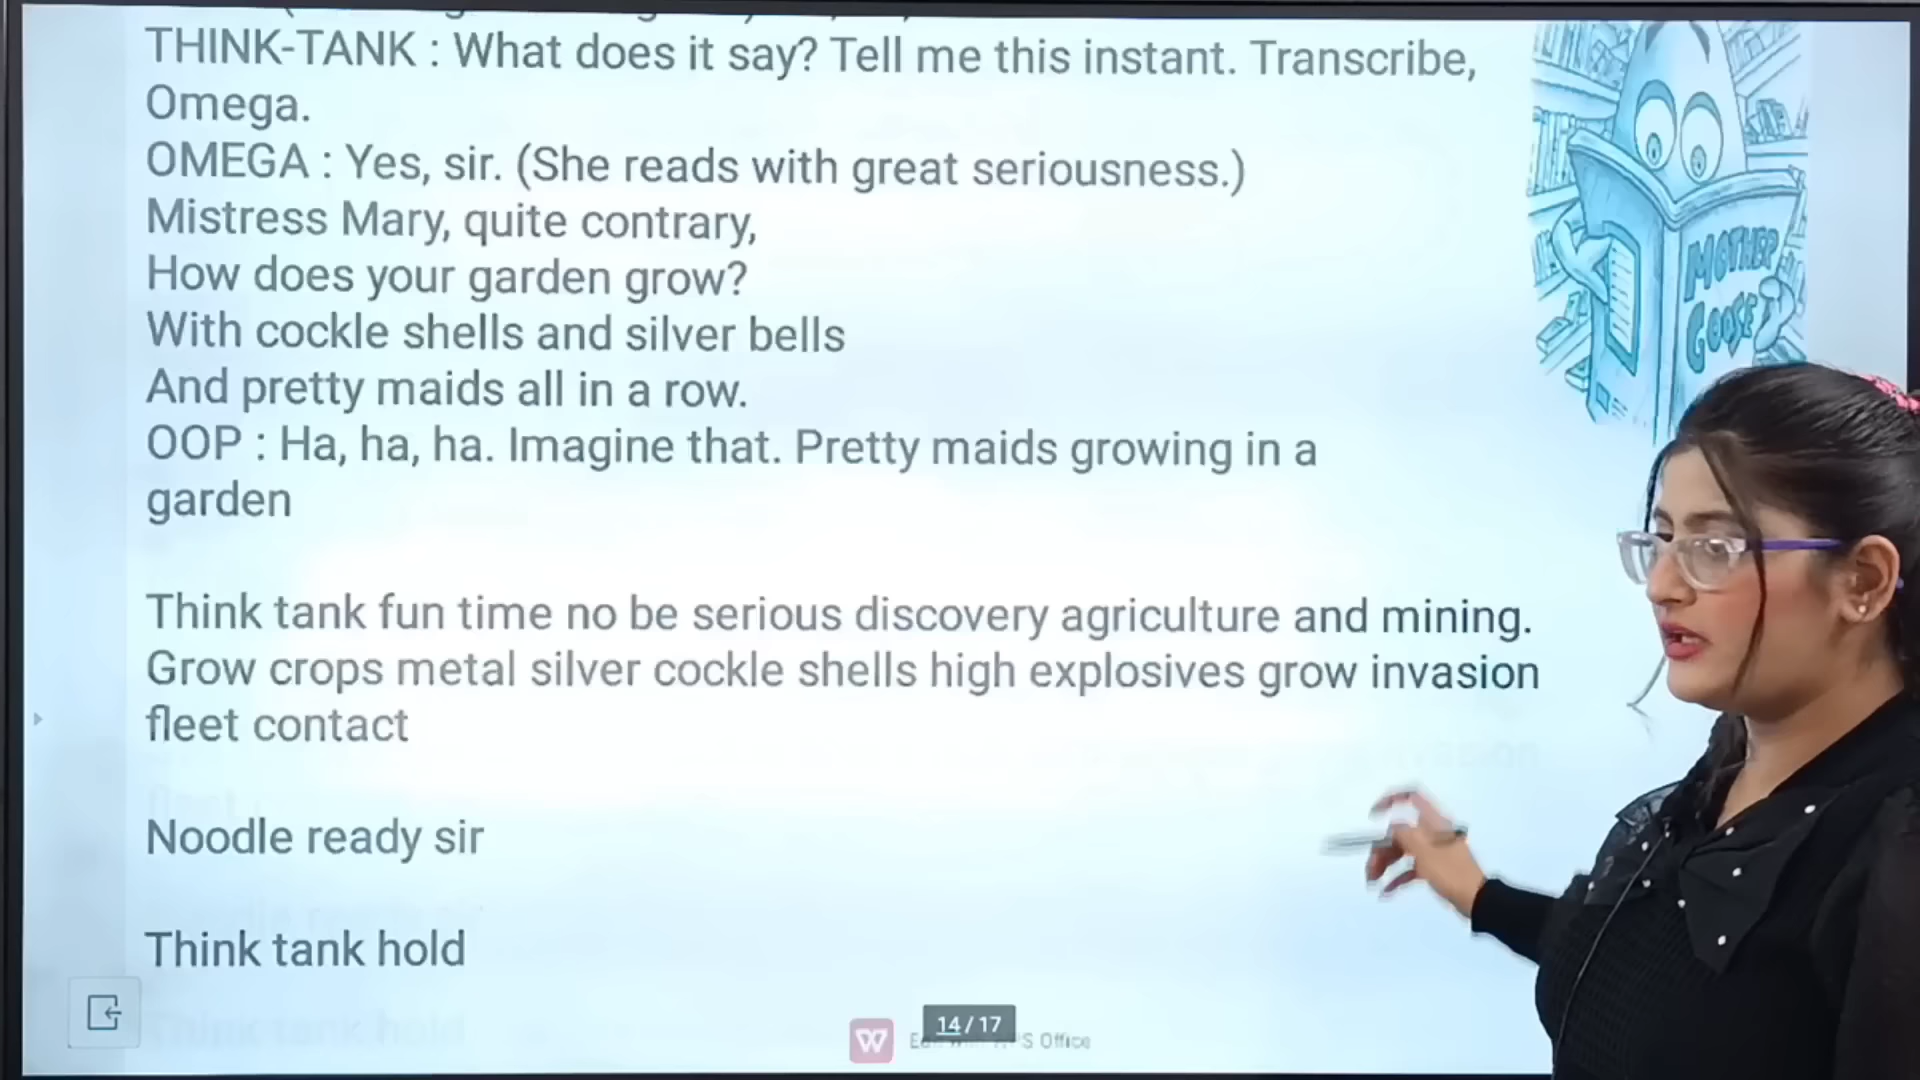 THINK-TANK : What does it say? Tell me this instant. Transcribe,
Omega.
OMEGA : Yes, sir. (She reads with great seriousness.)
Mistress Mary, quite contrary,
How does your garden grow?
With cockle shells and silver bells
And pretty maids all in a row.
OOP : Ha, ha, ha. Imagine that. Pretty maids growing in a
garden
MOTHER
GOOSE
Think tank fun time no be serious discovery agriculture and mining.
Grow crops metal silver cockle shells high explosives grow invasion
fleet contact
Noodle ready sir
Think tank hold
14/17
S Office